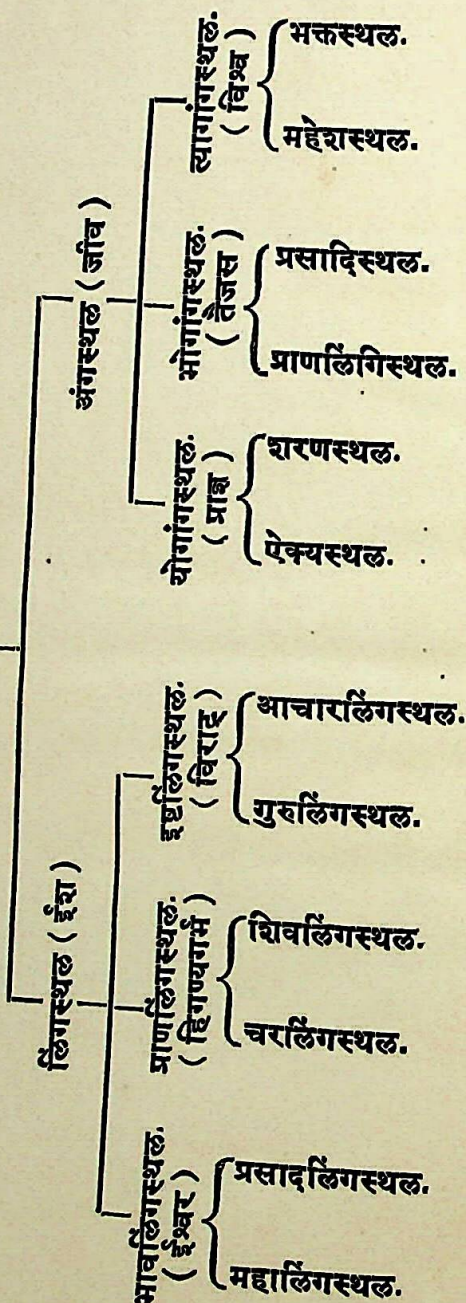 अंगस्थल ( जीव )
त्यागांगस्थल.
( विश्व )
भक्तस्थल.
महेशस्थल.
भोगांगस्थल.
( तैजस )
प्रसादिस्थल.
प्राणलिंगिस्थल.
योगांगस्थल.
( प्राज्ञ )
शरणस्थल.
ऐक्यस्थल.
लिंगस्थल ( ईश )
इष्टलिंगस्थल.
( विराट् )
आचारलिंगस्थल.
गुरुलिंगस्थल.
प्राणलिंगस्थल.
( हिरण्यगर्भ )
शिवलिंगस्थल.
चरलिंगस्थल.
भावलिंगस्थल.
( ईश्वर )
प्रसादलिंगस्थल.
महालिंगस्थल.